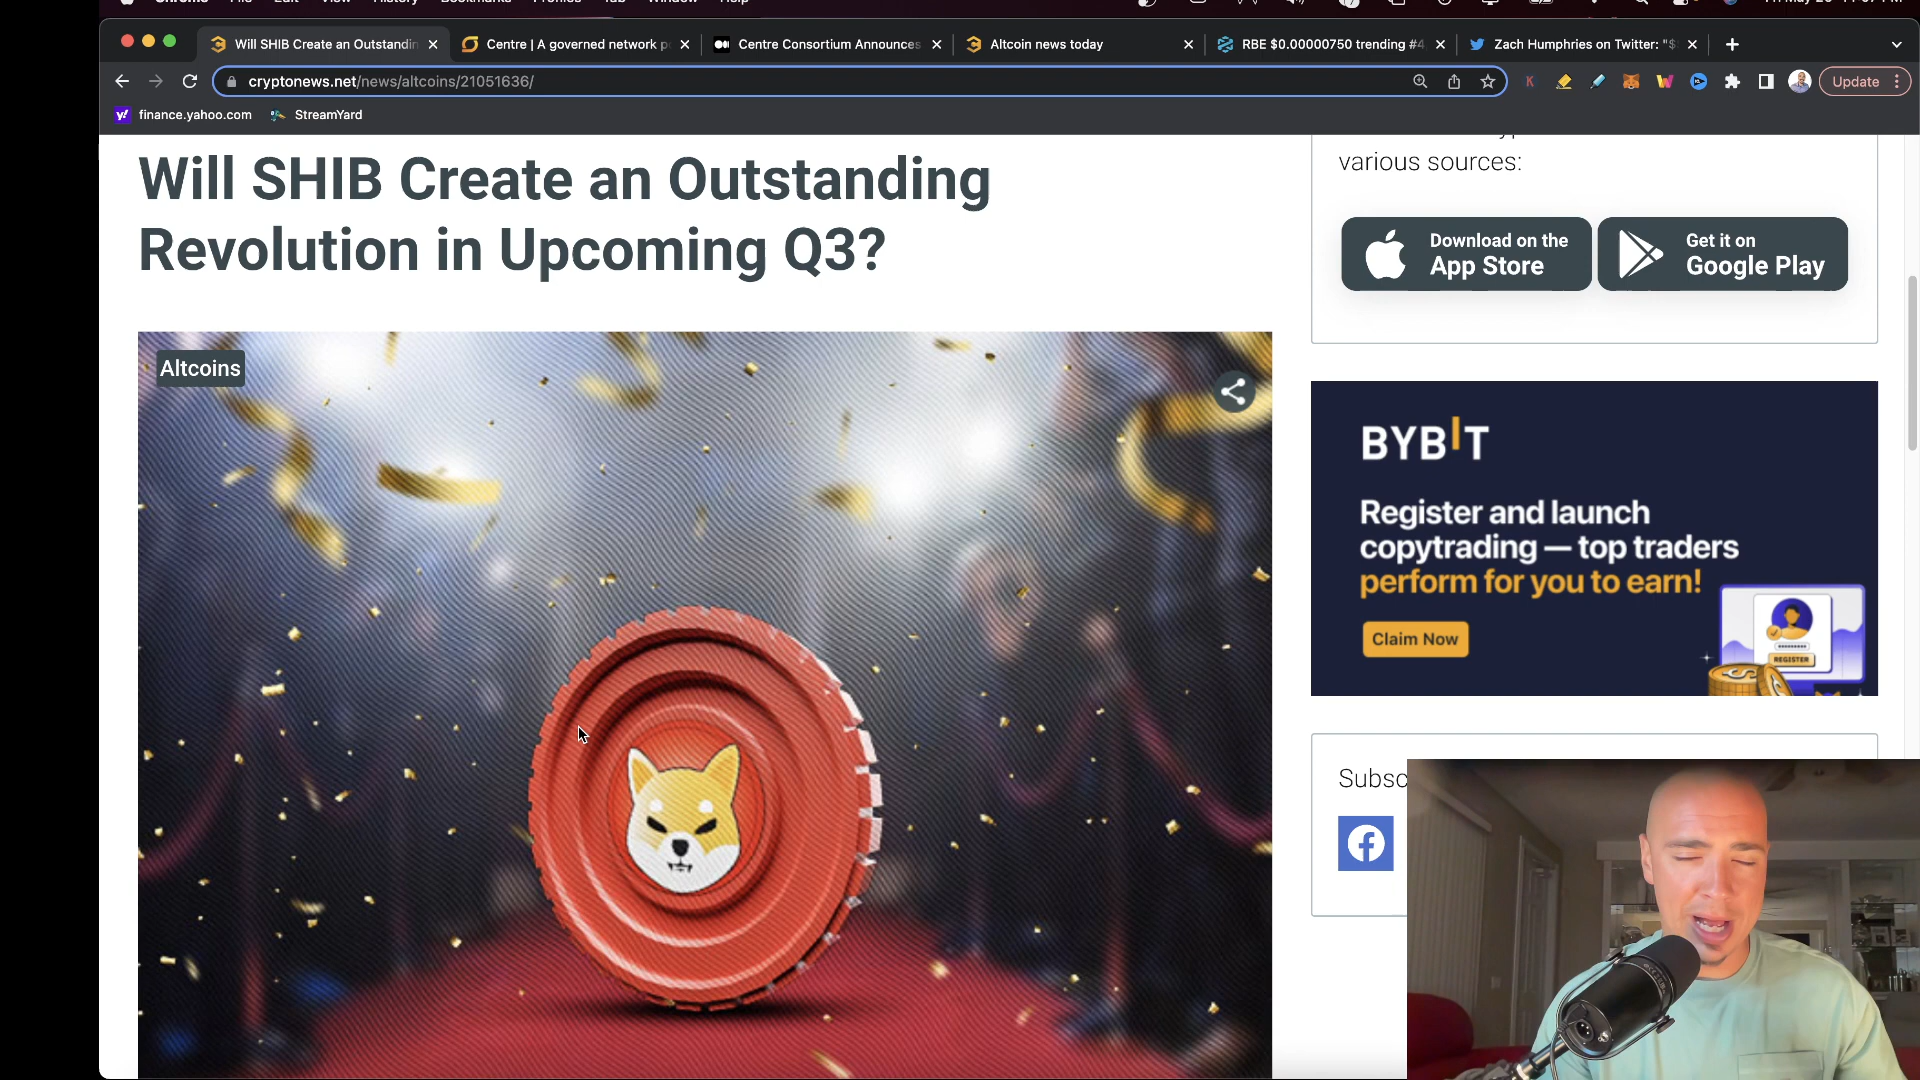 Will SHIB Create an Outstandin
Centre | A governed network p
Centre Consortium Announces
Altcoin news today
RBE $0.00000750 trending #4
Zach Humphries on Twitter: "$
cryptonews.net/news/altcoins/21051636/
Update
finance.yahoo.com
StreamYard
Will SHIB Create an Outstanding
Revolution in Upcoming Q3?
Altcoins
various sources:
Download on the
App Store
Get it on
Google Play
BYBIT
Register and launch
copytrading — top traders
perform for you to earn!
Claim Now
REGISTER
Subsc